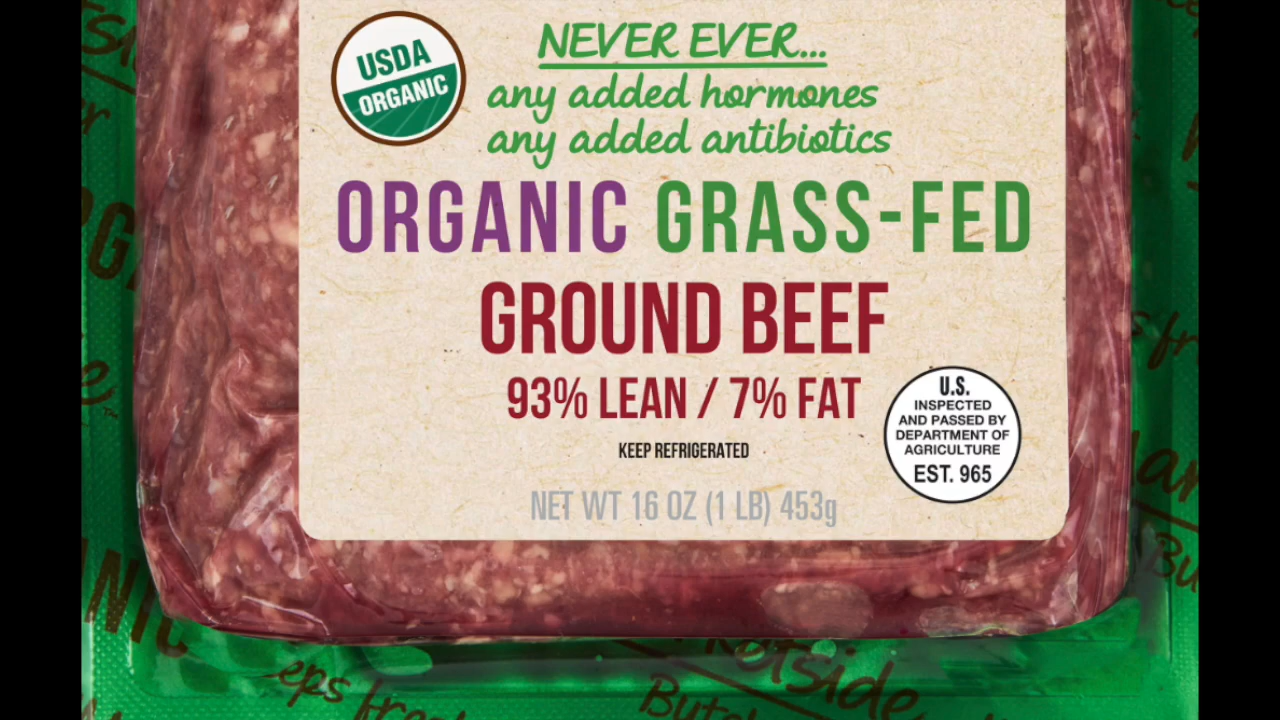 USDA
ORGANIC
NEVER EVER...
any added hormones
any added antibiotics
ORGANIC GRASS-FED
GROUND BEEF
93% LEAN / 7% FAT
KEEP REFRIGERATED
NET WT 16 OZ (1 LB) 453g
U.S.
INSPECTED
AND PASSED BY
DEPARTMENT OF
AGRICULTURE
EST. 965